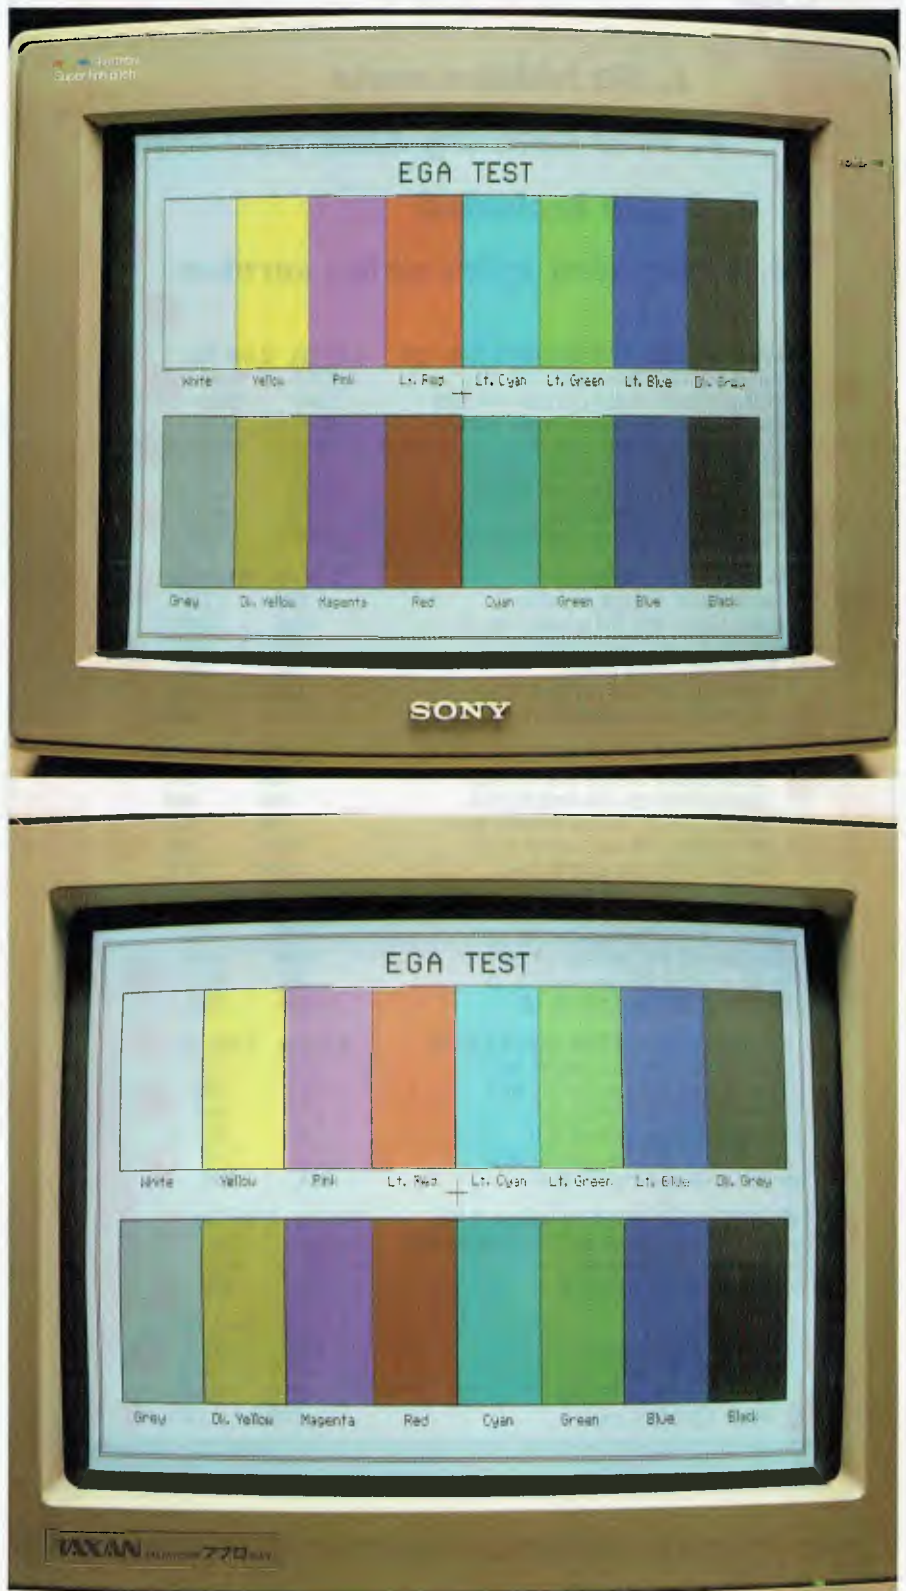 Super fine pitch
EGA TEST
White Yellow Pink Lt. Red Lt. Cyan Lt. Green Lt. Blue Dk. Gray
Grey Dk. Yellow Magenta Red Cyan Green Blue Black
SONY
EGA TEST
White Yellow Pink Lt. Red Lt. Cyan Lt. Green Lt. Blue Dk. Grey
Grey Dk. Yellow Magenta Red Cyan Green Blue Black
TAXAN 770